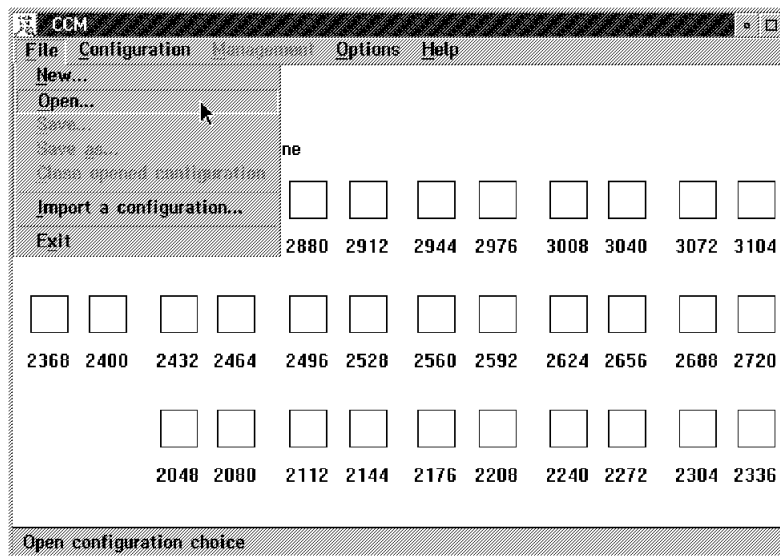 CCM
File Configuration Management Options Help
New...
Open...
Save...
Save as...
Close opened configuration
Import a configuration...
Exit
ne
2880 2912 2944 2976 3008 3040 3072 3104
2368 2400 2432 2464 2496 2528 2560 2592 2624 2656 2688 2720
2048 2080 2112 2144 2176 2208 2240 2272 2304 2336
Open configuration choice